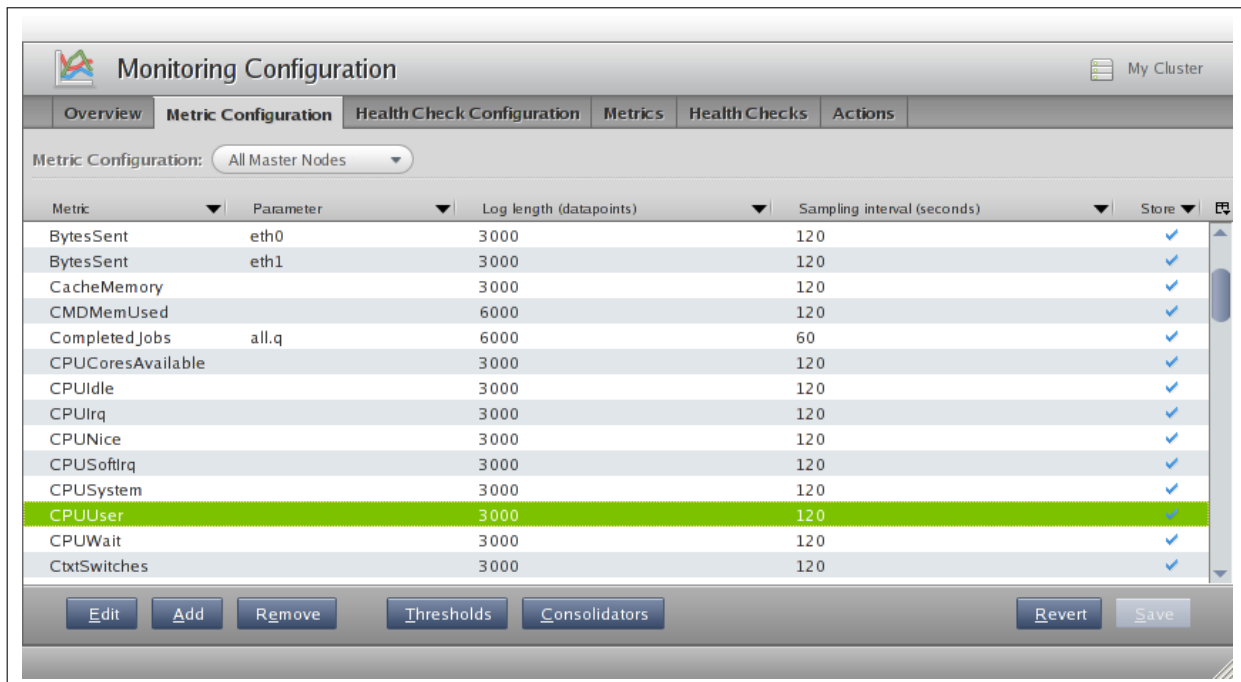 Monitoring Configuration My Cluster
Overview Metric Configuration Health Check Configuration Metrics Health Checks Actions
Metric Configuration: All Master Nodes
Metric Parameter Log length (datapoints) Sampling interval (seconds) Store
BytesSent eth0 3000 120
BytesSent eth1 3000 120
CacheMemory 3000 120
CMDMemUsed 6000 120
CompletedJobs all.q 6000 60
CPUCoresAvailable 3000 120
CPUIdle 3000 120
CPUIrq 3000 120
CPUNice 3000 120
CPUSoftIrq 3000 120
CPUSystem 3000 120
CPUUser 3000 120
CPUWait 3000 120
CtxtSwitches 3000 120
Edit Add Remove Thresholds Consolidators Revert Save